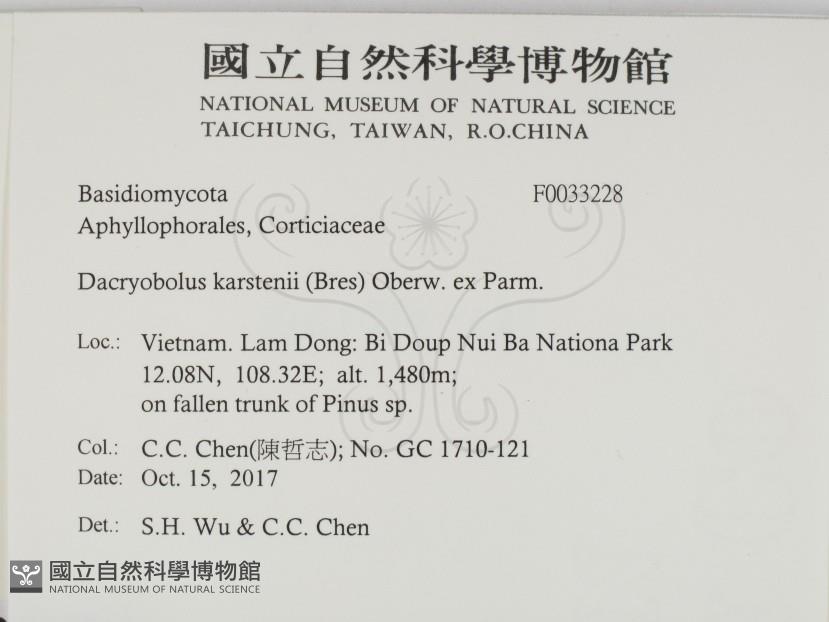 國立自然科學博物館
NATIONAL MUSEUM OF NATURAL SCIENCE
TAICHUNG, TAIWAN, R.O.CHINA
Basidiomycota F0033228
Aphyllophorales, Corticiaceae
Dacryobolus karstenii (Bres) Oberw. ex Parm.
Loc.: Vietnam. Lam Dong: Bi Doup Nui Ba Nationa Park
12.08N, 108.32E; alt. 1,480m;
on fallen trunk of Pinus sp.
Col.: C.C. Chen(陳哲志); No. GC 1710-121
Date: Oct. 15, 2017
Det.: S.H. Wu & C.C. Chen
國立自然科學博物館
NATIONAL MUSEUM OF NATURAL SCIENCE